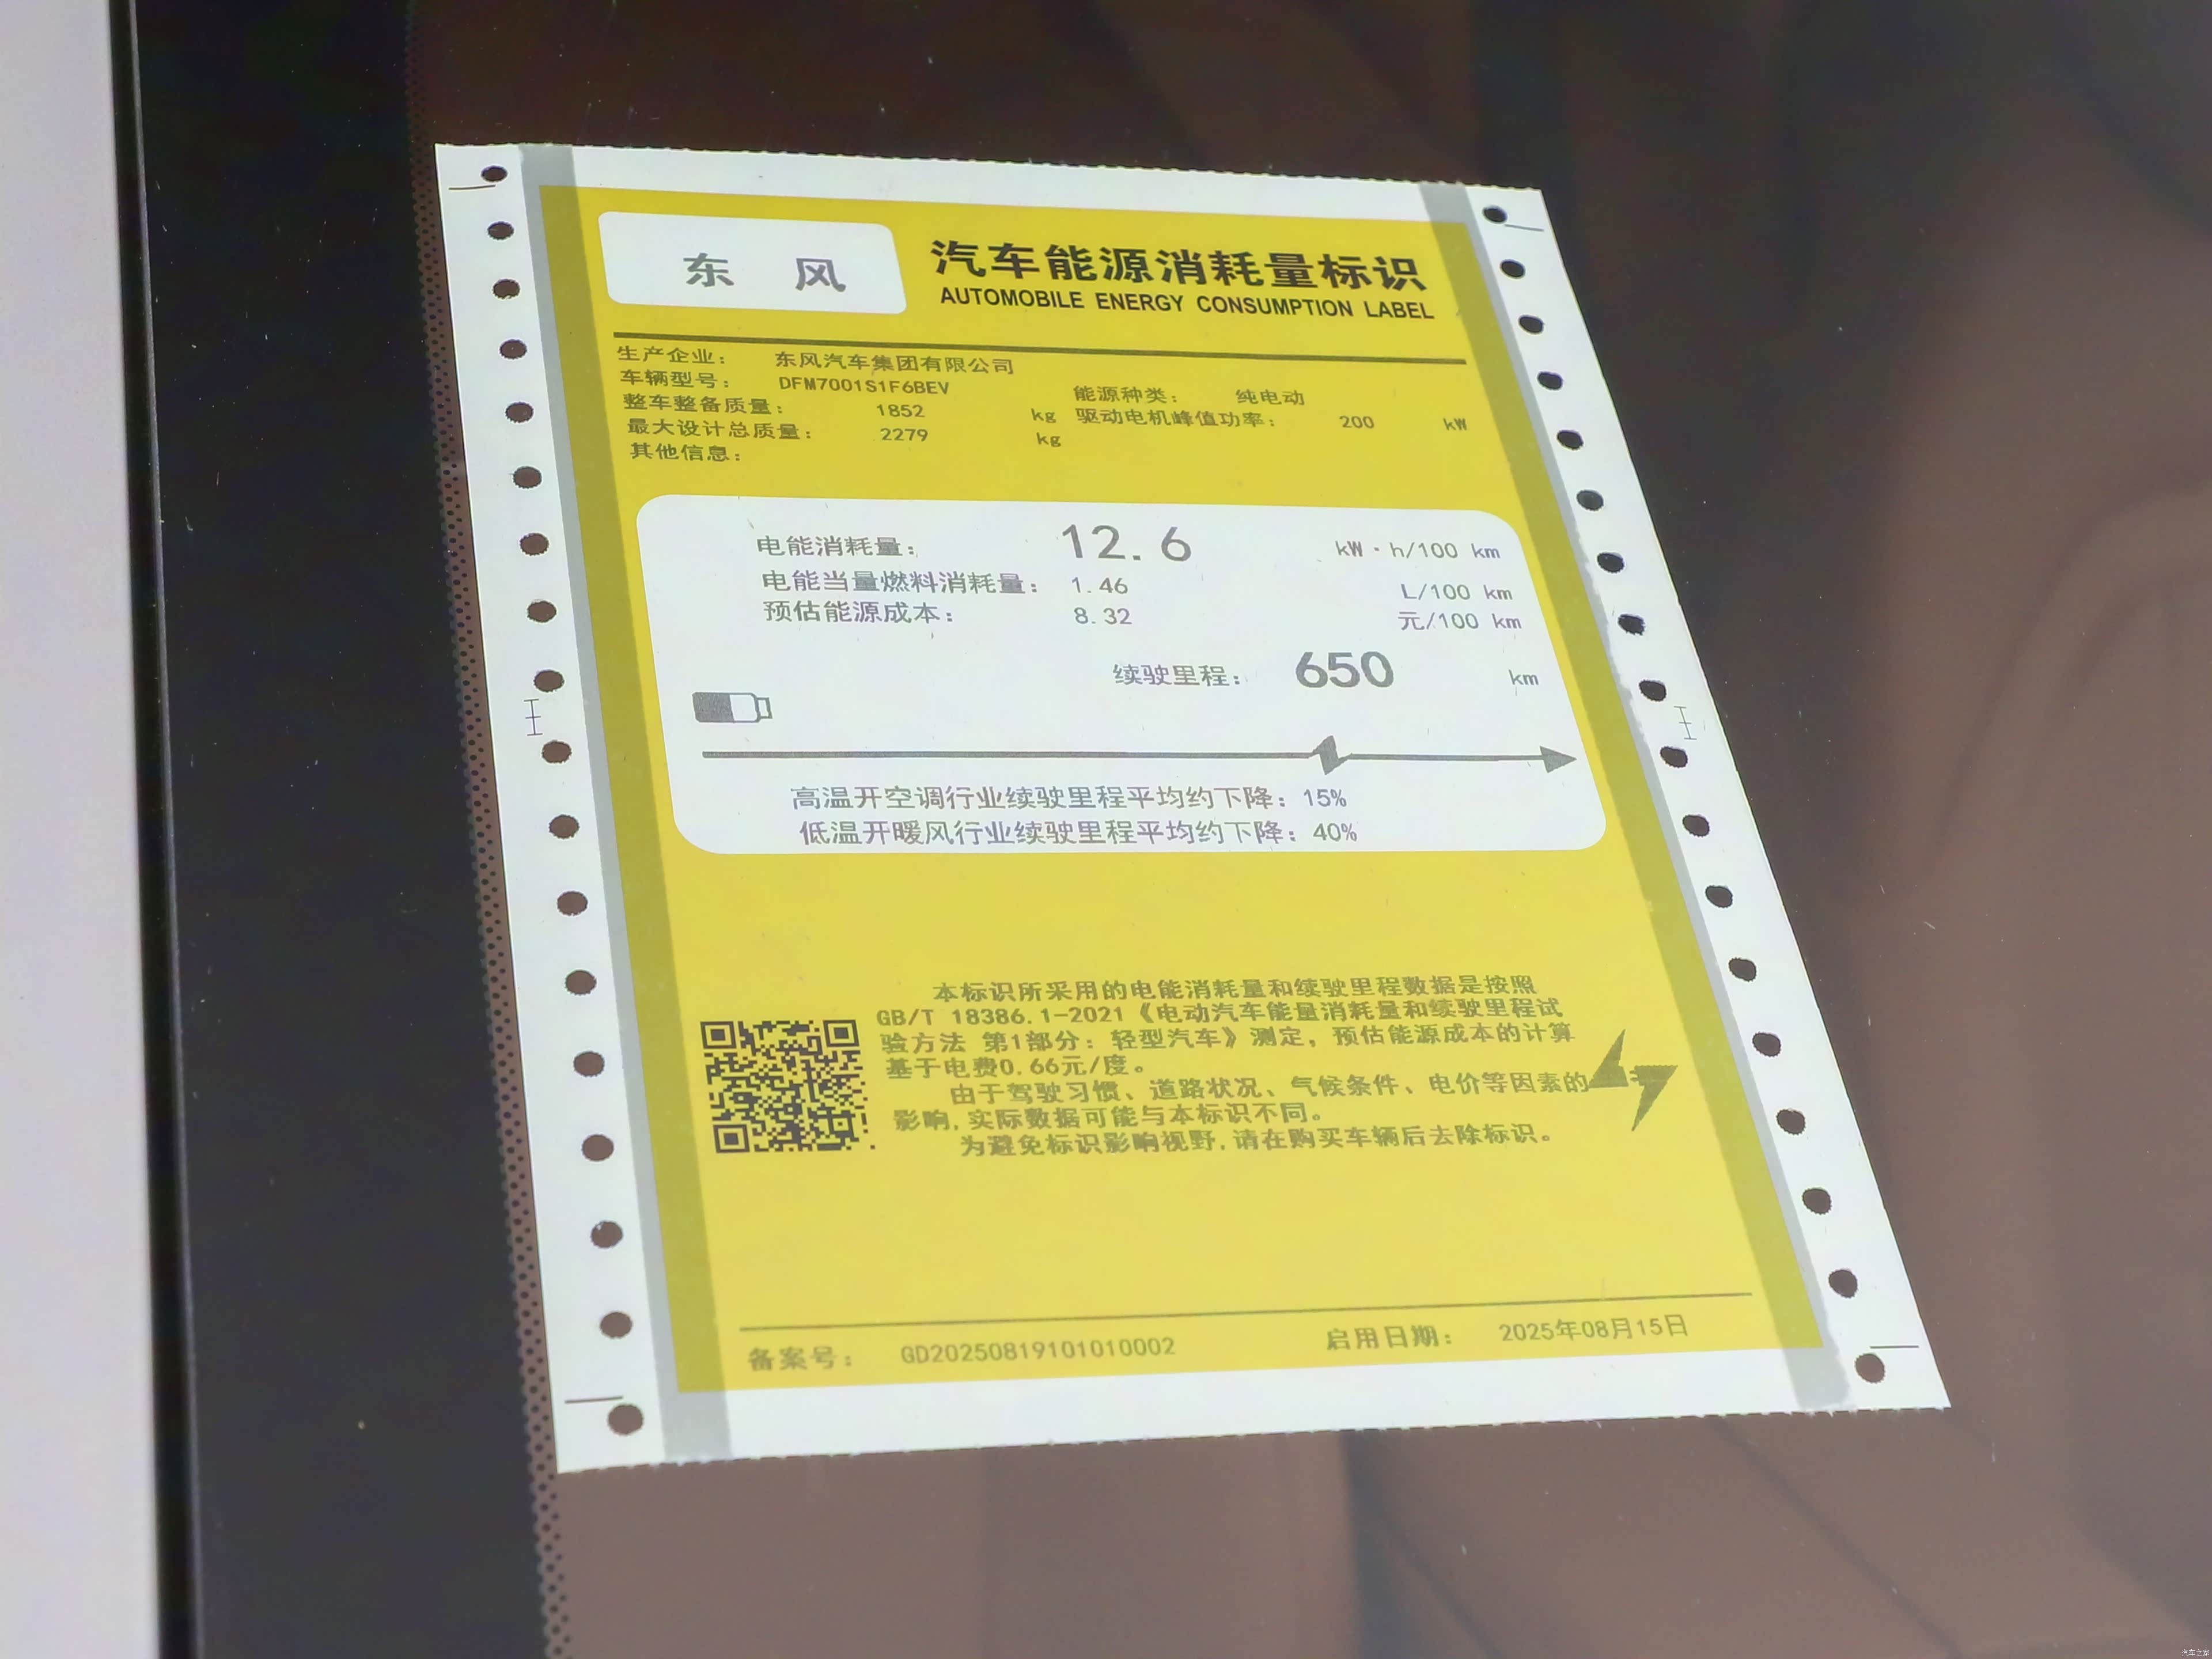 东 风
汽车能源消耗量标识
AUTOMOBILE ENERGY CONSUMPTION LABEL
生产企业： 东风汽车集团有限公司
车辆型号： DFM7001S1F6BEV 能源种类： 纯电动
整车整备质量： 1852 kg 驱动电机峰值功率： 200 kW
最大设计总质量： 2279 kg
其他信息：
电能消耗量： 12.6 kW·h/100 km
电能当量燃料消耗量： 1.46 L/100 km
预估能源成本： 8.32 元/100 km
续驶里程： 650 km
高温开空调行业续驶里程平均约下降： 15%
低温开暖风行业续驶里程平均约下降： 40%
本标识所采用的电能消耗量和续驶里程数据是按照
GB/T 18386.1-2021《电动汽车能量消耗量和续驶里程试
验方法 第1部分：轻型汽车》测定，预估能源成本的计算
基于电费0.66元/度。
由于驾驶习惯、道路状况、气候条件、电价等因素的
影响,实际数据可能与本标识不同。
为避免标识影响视野,请在购买车辆后去除标识。
备案号： GD20250819101010002 启用日期： 2025年08月15日
汽车之家